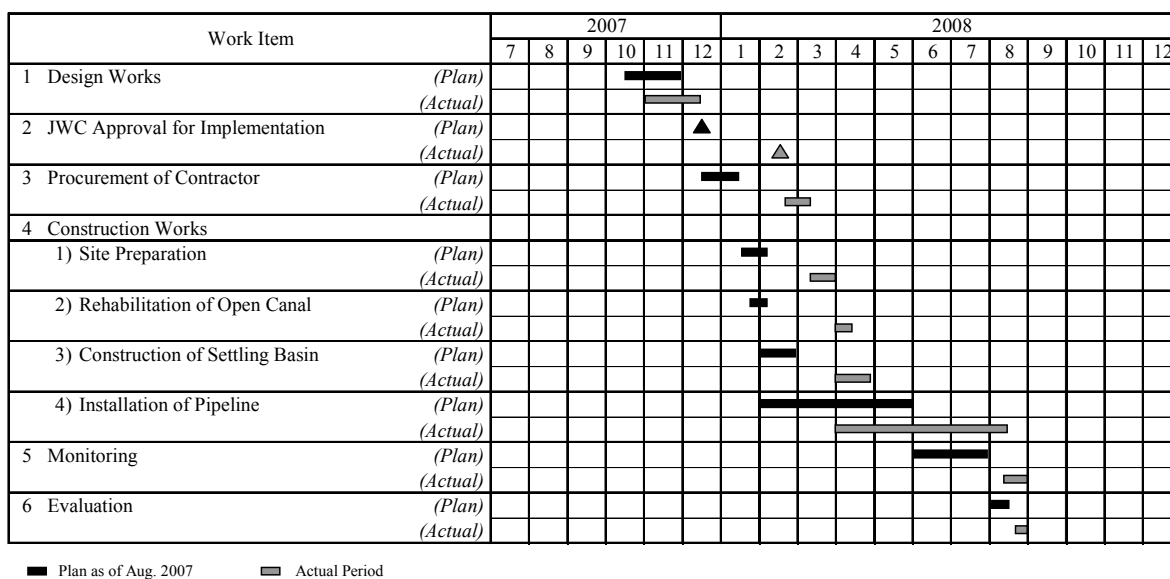 Work Item 2007 2008
7 8 9 10 11 12 1 2 3 4 5 6 7 8 9 10 11 12
1 Design Works (Plan)
(Actual)
2 JWC Approval for Implementation (Plan)
(Actual)
3 Procurement of Contractor (Plan)
(Actual)
4 Construction Works
1) Site Preparation (Plan)
(Actual)
2) Rehabilitation of Open Canal (Plan)
(Actual)
3) Construction of Settling Basin (Plan)
(Actual)
4) Installation of Pipeline (Plan)
(Actual)
5 Monitoring (Plan)
(Actual)
6 Evaluation (Plan)
(Actual)
Plan as of Aug. 2007 Actual Period